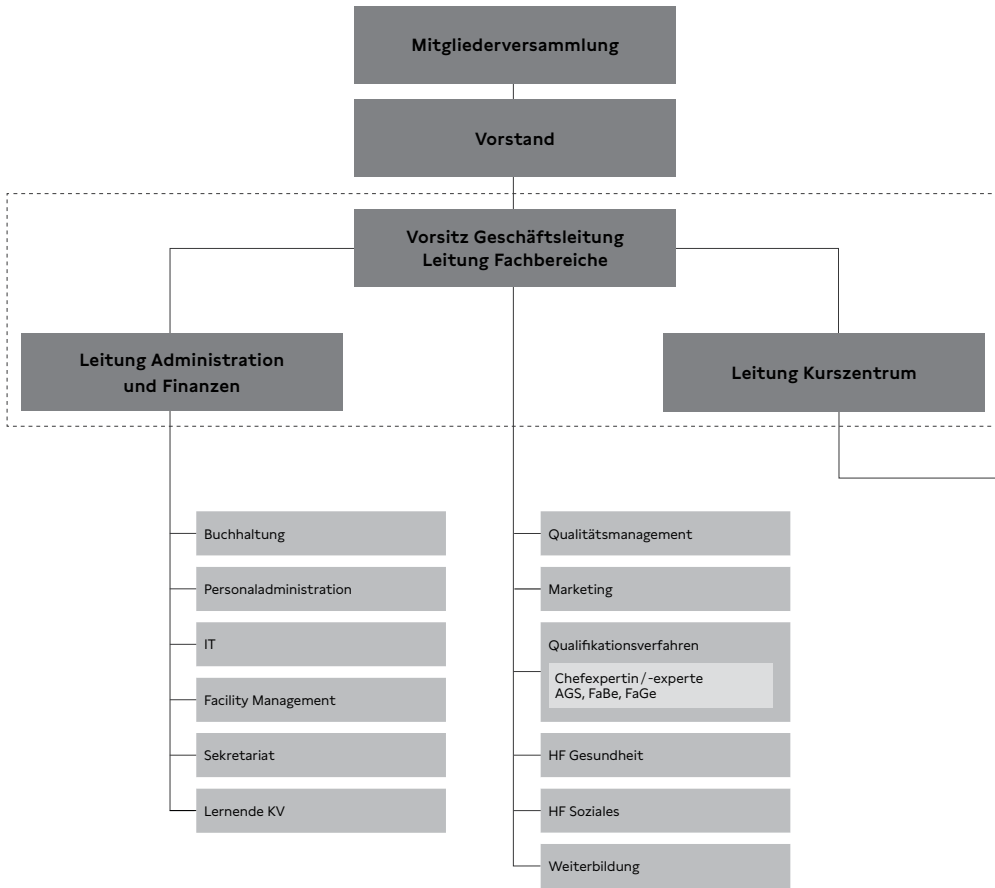 Mitgliederversammlung
Vorstand
Vorsitz Geschäftsleitung
Leitung Fachbereiche
Leitung Administration
und Finanzen
Leitung Kurszentrum
Buchhaltung
Personaladministration
IT
Facility Management
Sekretariat
Lernende KV
Qualitätsmanagement
Marketing
Qualifikationsverfahren
Chefexpertin / -experte
AGS, FaBe, FaGe
HF Gesundheit
HF Soziales
Weiterbildung